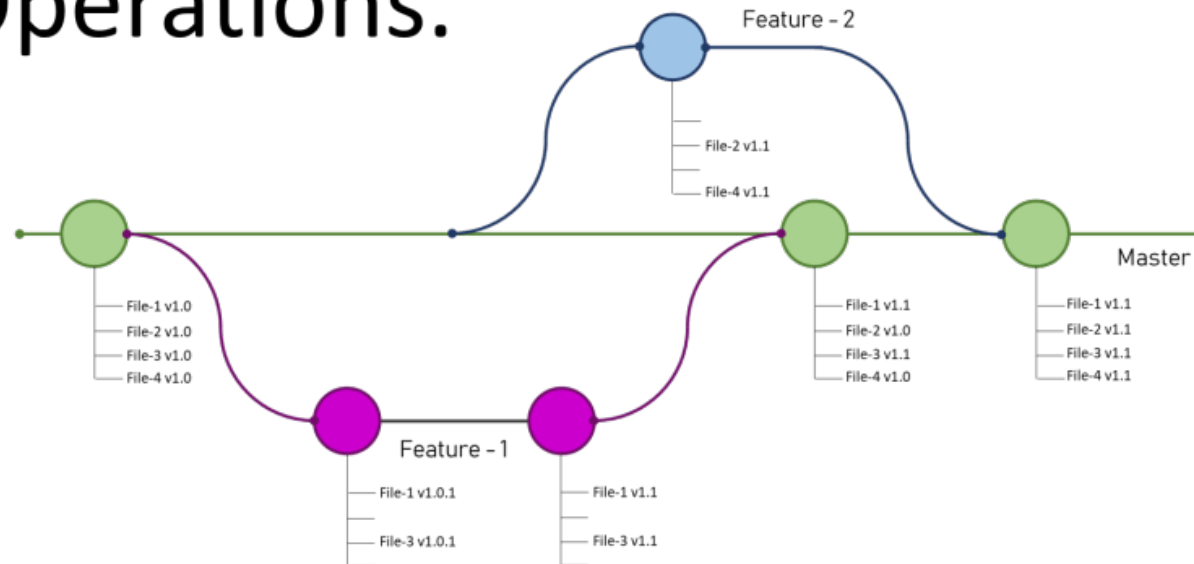 Operations.
Feature - 2
File-2 v1.1
File-4 v1.1
Master
File-1 v1.0
File-2 v1.0
File-3 v1.0
File-4 v1.0
File-1 v1.1
File-2 v1.0
File-3 v1.1
File-4 v1.0
File-1 v1.1
File-2 v1.1
File-3 v1.1
File-4 v1.1
Feature - 1
File-1 v1.0.1
File-3 v1.0.1
File-1 v1.1
File-3 v1.1